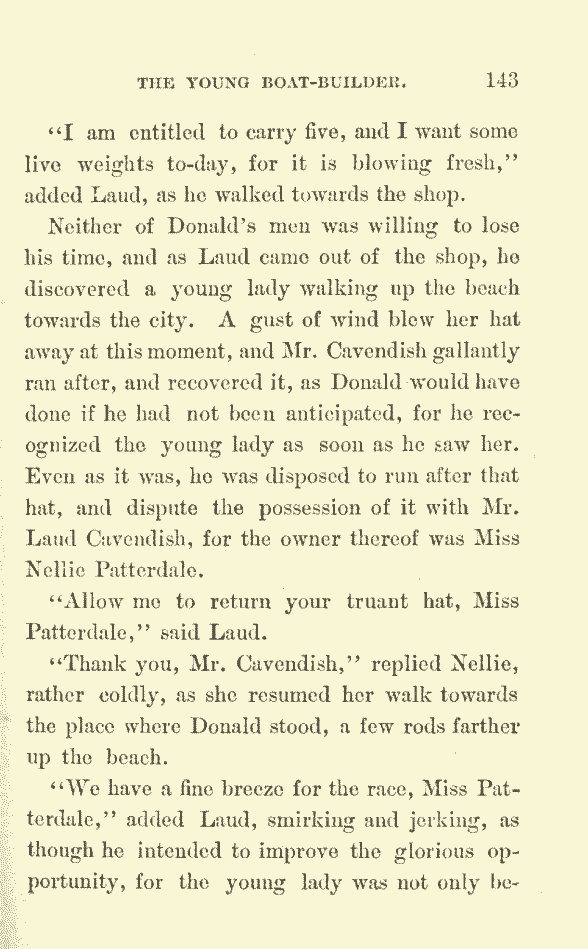 THE YOUNG BOAT-BUILDER. 143
"I am entitled to carry five, and I want some
live weights to-day, for it is blowing fresh,"
added Laud, as he walked towards the shop.
Neither of Donald's men was willing to lose
his time, and as Laud came out of the shop, he
discovered a young lady walking up the beach
towards the city. A gust of wind blew her hat
away at this moment, and Mr. Cavendish gallantly
ran after, and recovered it, as Donald would have
done if he had not been anticipated, for he rec-
ognized the young lady as soon as he saw her.
Even as it was, he was disposed to run after that
hat, and dispute the possession of it with Mr.
Laud Cavendish, for the owner thereof was Miss
Nellie Patterdale.
"Allow me to return your truant hat, Miss
Patterdale," said Laud.
"Thank you, Mr. Cavendish," replied Nellie,
rather coldly, as she resumed her walk towards
the place where Donald stood, a few rods farther
up the beach.
"We have a fine breeze for the race, Miss Pat-
terdale," added Laud, smirking and jerking, as
though he intended to improve the glorious op-
portunity, for the young lady was not only be-